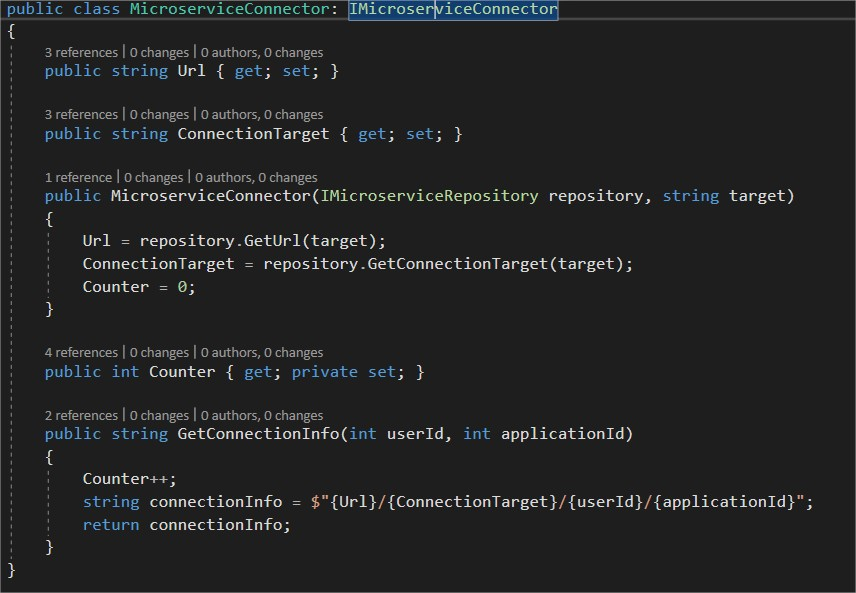 public class MicroserviceConnector: IMicroserviceConnector
{
3 references | 0 changes | 0 authors, 0 changes
public string Url { get; set; }
3 references | 0 changes | 0 authors, 0 changes
public string ConnectionTarget { get; set; }
1 reference | 0 changes | 0 authors, 0 changes
public MicroserviceConnector(IMicroserviceRepository repository, string target)
{
Url = repository.GetUrl(target);
ConnectionTarget = repository.GetConnectionTarget(target);
Counter = 0;
}
4 references | 0 changes | 0 authors, 0 changes
public int Counter { get; private set; }
2 references | 0 changes | 0 authors, 0 changes
public string GetConnectionInfo(int userId, int applicationId)
{
Counter++;
string connectionInfo = $"{Url}/{ConnectionTarget}/{userId}/{applicationId}";
return connectionInfo;
}
}